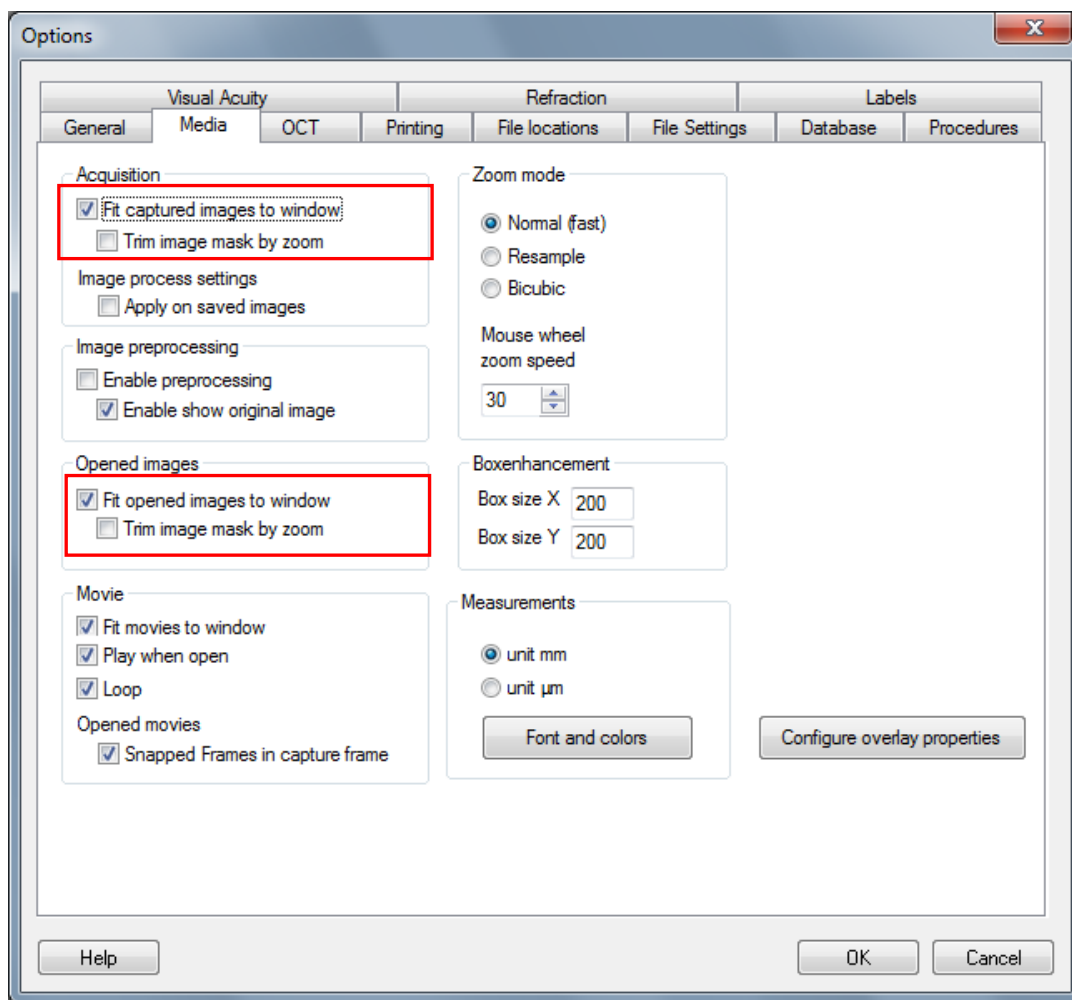 Options
X
Visual Acuity
Refraction
Labels
General
Media
OCT
Printing
File locations
File Settings
Database
Procedures
Acquisition
Fit captured images to window
Trim image mask by zoom
Image process settings
Apply on saved images
Image preprocessing
Enable preprocessing
Enable show original image
Opened images
Fit opened images to window
Trim image mask by zoom
Movie
Fit movies to window
Play when open
Loop
Opened movies
Snapped Frames in capture frame
Zoom mode
Normal (fast)
Resample
Bicubic
Mouse wheel
zoom speed
30
Boxenhancement
Box size X 200
Box size Y 200
Measurements
unit mm
unit µm
Font and colors
Configure overlay properties
Help
OK
Cancel